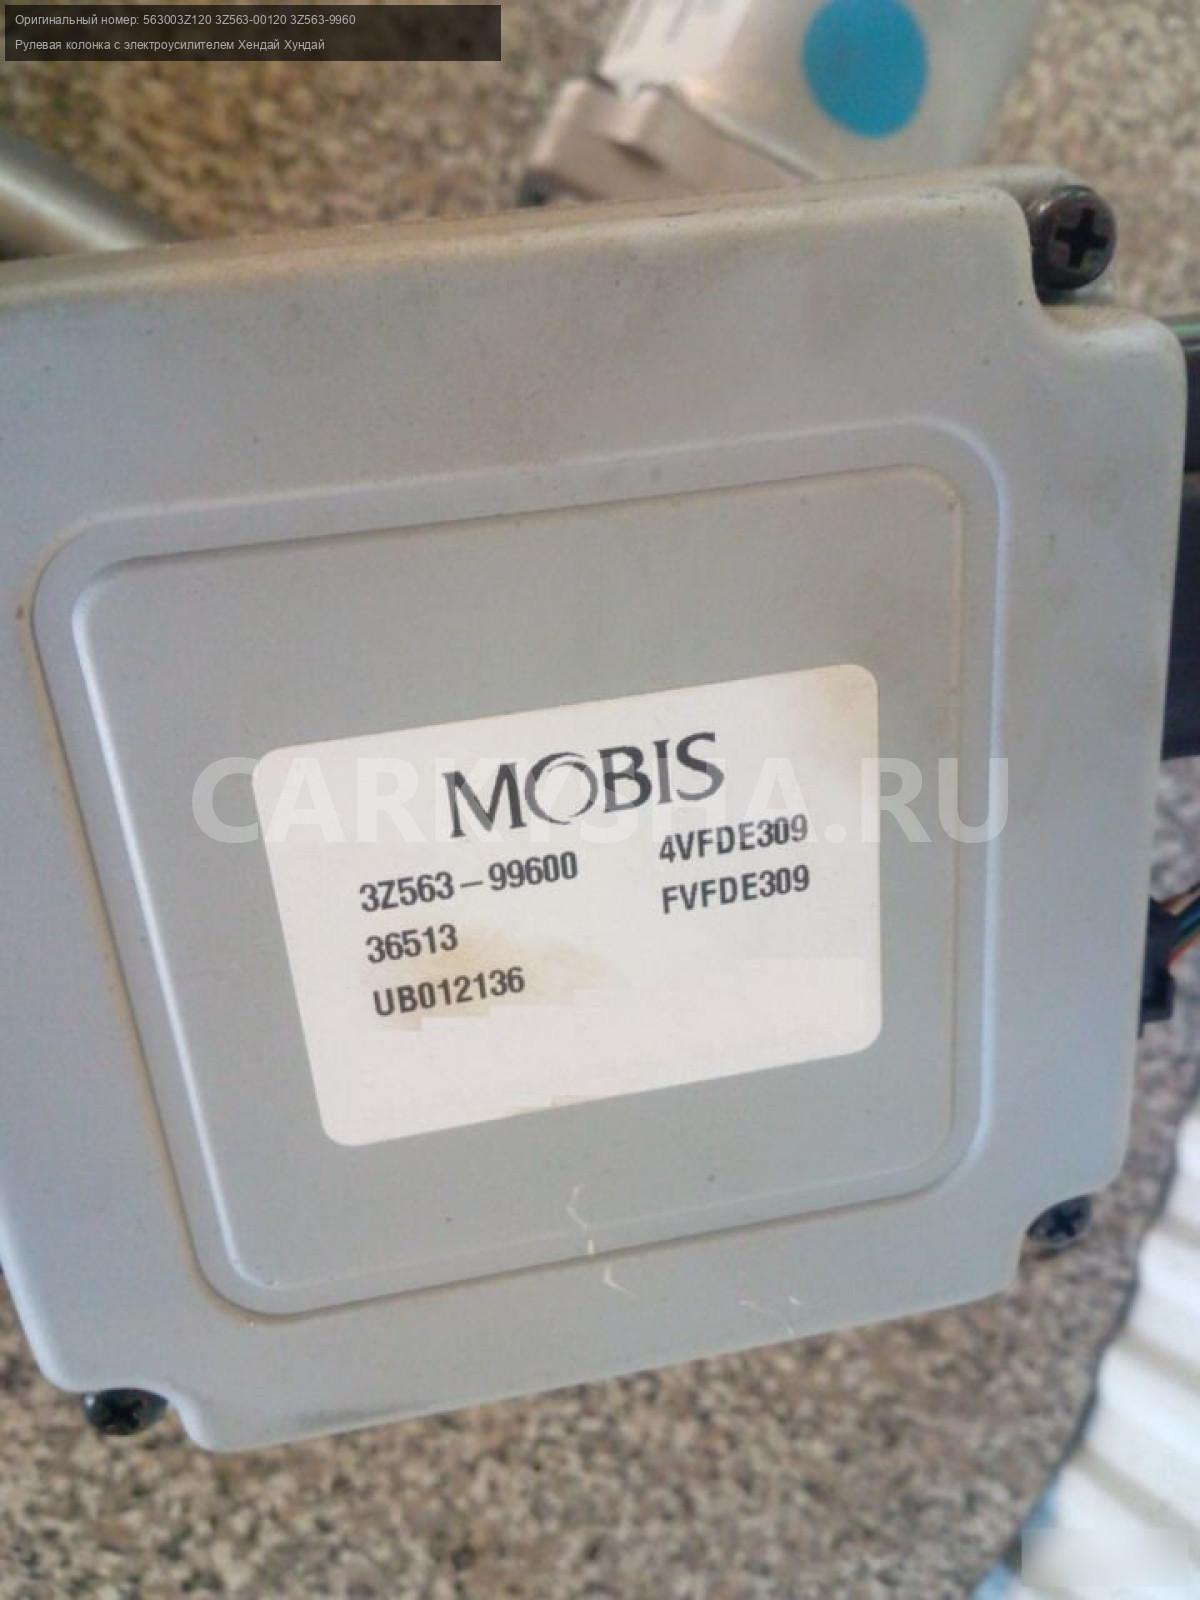 Оригинальный номер: 563003Z120 3Z563-00120 3Z563-9960
Рулевая колонка с электроусилителем Хендай Хундай
MOBIS
CARKYSHA.RU
3Z563-99600 4VFDE309
36513 FVFDE309
UB012136